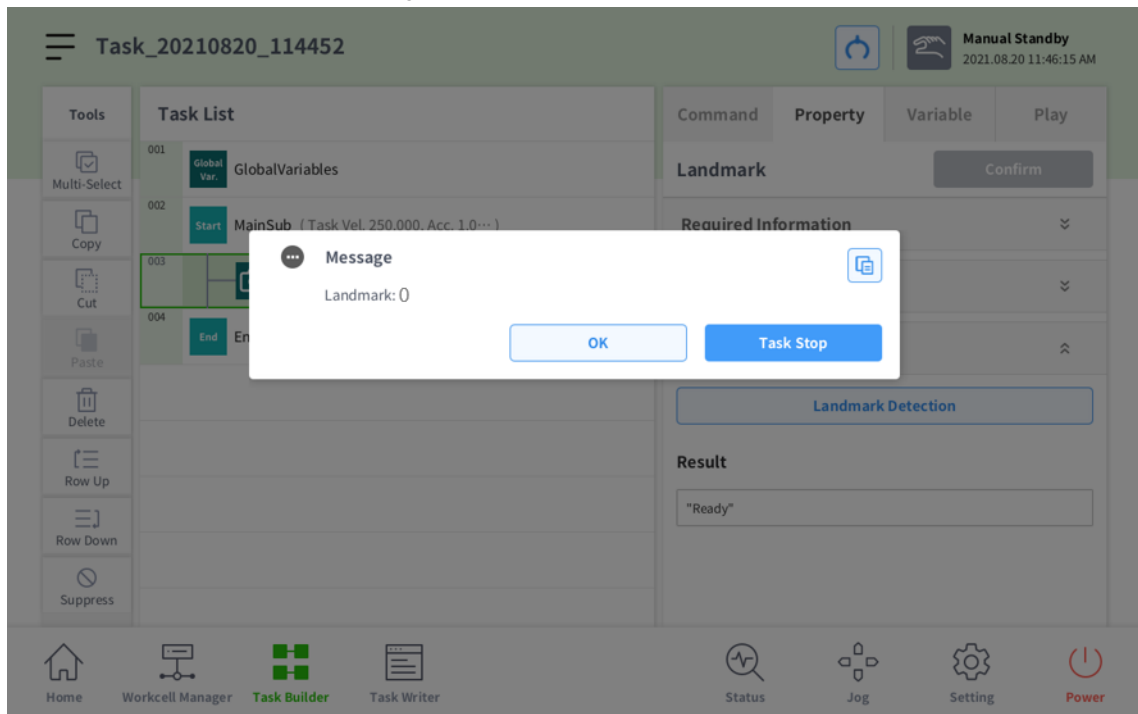 Task_20210820_114452
Manual Standby
2021.08.20 11:46:15 AM
Tools
Task List
Command
Property
Variable
Play
Multi-Select
001
Global Var.
GlobalVariables
Landmark
Confirm
Copy
002
Start
MainSub ( Task Vel. 250.000, Acc. 1.0⋯ )
Required Information
Cut
003
Message
Landmark: ()
OK
Task Stop
Paste
004
End
En
Delete
Landmark Detection
Row Up
Result
"Ready"
Row Down
Suppress
Home
Workcell Manager
Task Builder
Task Writer
Status
Jog
Setting
Power